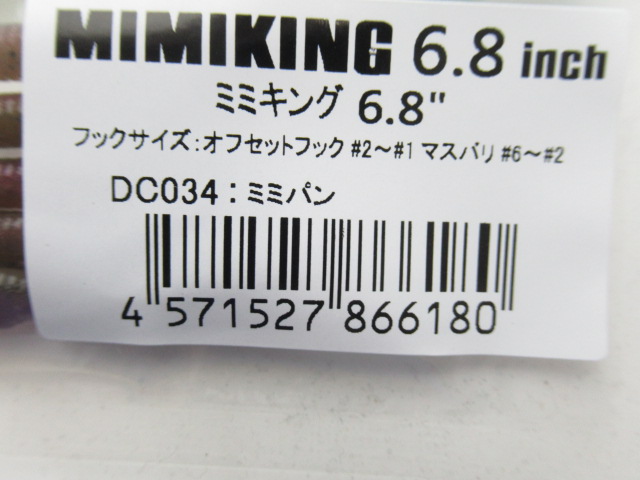 MIMIKING 6.8 inch
ミミキング 6.8"
フックサイズ:オフセットフック #2〜#1 マスバリ #6〜#2
DC034:ミミパン
4 571527 866180